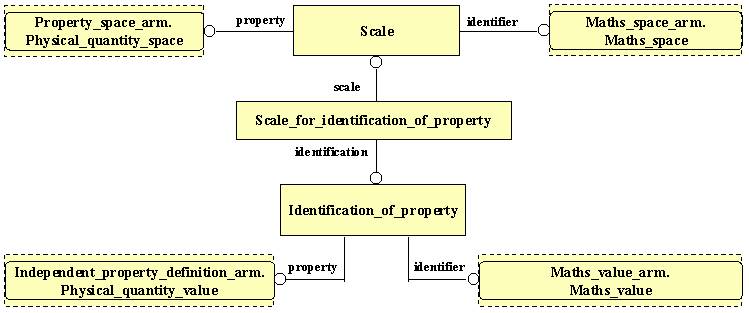 Property_space_arm.
Physical_quantity_space
property
Scale
identifier
Maths_space_arm.
Maths_space
scale
Scale_for_identification_of_property
identification
Identification_of_property
Independent_property_definition_arm.
Physical_quantity_value
property
identifier
Maths_value_arm.
Maths_value